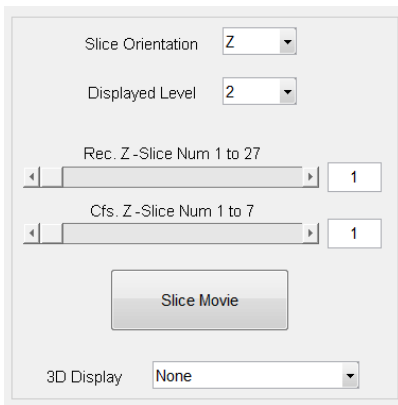 Slice Orientation Z
Displayed Level 2
Rec. Z -Slice Num 1 to 27
1
Cfs. Z -Slice Num 1 to 7
1
Slice Movie
3D Display None